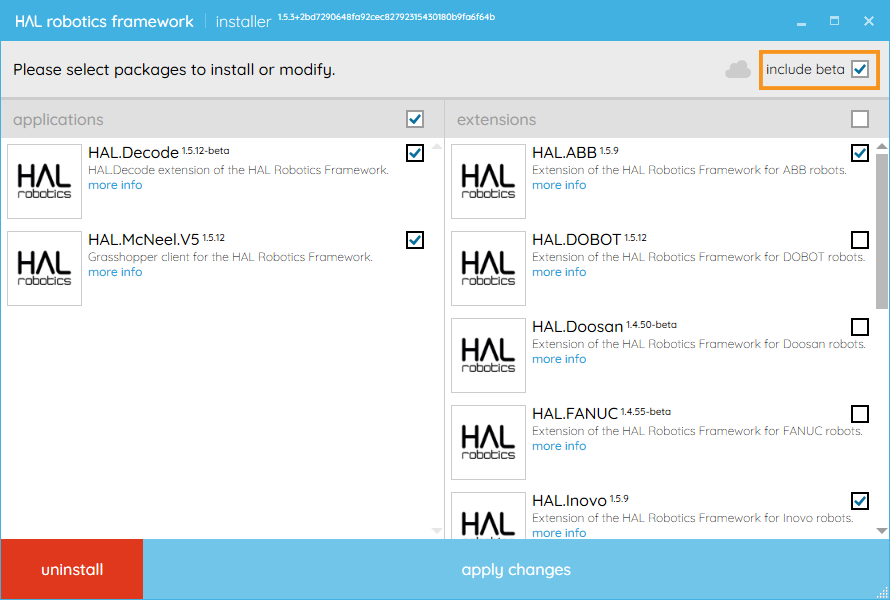 HAL robotics framework installer 1.5.3+2bd7290648fa92cec82792315430180b9fa6f64b
Please select packages to install or modify.
include beta
applications
HAL robotics
HAL.Decode 1.5.12-beta
HAL.Decode extension of the HAL Robotics Framework.
more info
HAL robotics
HAL.McNeel.V5 1.5.12
Grasshopper client for the HAL Robotics Framework.
more info
extensions
HAL robotics
HAL.ABB 1.5.9
Extension of the HAL Robotics Framework for ABB robots.
more info
HAL robotics
HAL.DOBOT 1.5.12
Extension of the HAL Robotics Framework for DOBOT robots.
more info
HAL robotics
HAL.Doosan 1.4.50-beta
Extension of the HAL Robotics Framework for Doosan robots.
more info
HAL robotics
HAL.FANUC 1.4.55-beta
Extension of the HAL Robotics Framework for FANUC robots.
more info
HAL
HAL.Inovo 1.5.9
Extension of the HAL Robotics Framework for Inovo robots.
more info
uninstall
apply changes